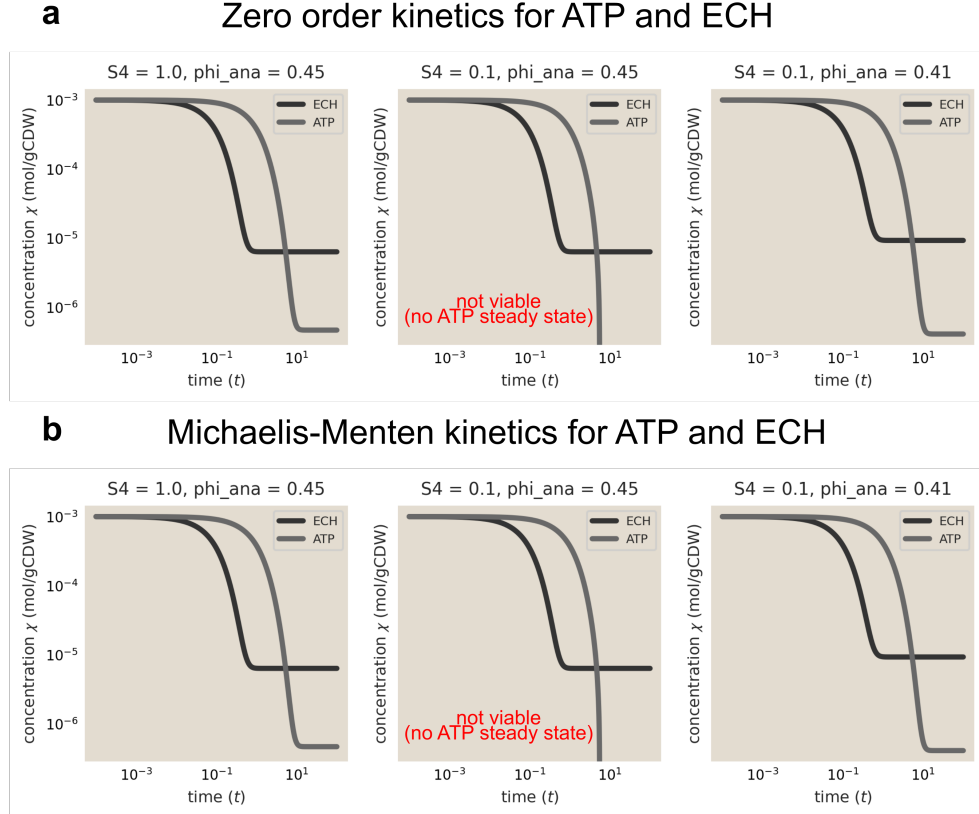 a
Zero order kinetics for ATP and ECH
S4 = 1.0, phi_ana = 0.45
concentration χ (mol/gCDW)
10⁻³
10⁻⁴
10⁻⁵
10⁻⁶
ECH
ATP
10⁻³ 10⁻¹ 10¹
time (t)
S4 = 0.1, phi_ana = 0.45
concentration χ (mol/gCDW)
ECH
ATP
not viable
(no ATP steady state)
10⁻³ 10⁻¹ 10¹
time (t)
S4 = 0.1, phi_ana = 0.41
concentration χ (mol/gCDW)
ECH
ATP
10⁻³ 10⁻¹ 10¹
time (t)
b
Michaelis-Menten kinetics for ATP and ECH
S4 = 1.0, phi_ana = 0.45
concentration χ (mol/gCDW)
10⁻³
10⁻⁴
10⁻⁵
10⁻⁶
ECH
ATP
10⁻³ 10⁻¹ 10¹
time (t)
S4 = 0.1, phi_ana = 0.45
concentration χ (mol/gCDW)
ECH
ATP
not viable
(no ATP steady state)
10⁻³ 10⁻¹ 10¹
time (t)
S4 = 0.1, phi_ana = 0.41
concentration χ (mol/gCDW)
ECH
ATP
10⁻³ 10⁻¹ 10¹
time (t)